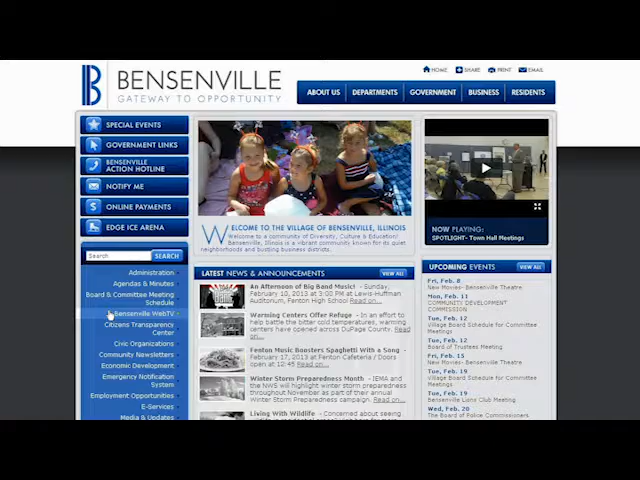 HOME SHARE PRINT EMAIL
BENSENVILLE
GATEWAY TO OPPORTUNITY
ABOUT US DEPARTMENTS GOVERNMENT BUSINESS RESIDENTS
SPECIAL EVENTS
GOVERNMENT LINKS
BENSENVILLE
ACTION HOTLINE
NOTIFY ME
ONLINE PAYMENTS
EDGE ICE ARENA
Search SEARCH
Administration
Agendas & Minutes
Board & Committee Meeting
Schedule
Bensenville WebTV
Citizens Transparency
Center
Civic Organizations
Community Newsletters
Economic Development
Emergency Notification
System
Employment Opportunities
E-Services
Media & Updates
WELCOME TO THE VILLAGE OF BENSENVILLE, ILLINOIS
Welcome to a community of Diversity, Culture & Education!
Bensenville, Illinois is a vibrant community known for its quiet
neighborhoods and bustling business districts.
LATEST NEWS & ANNOUNCEMENTS VIEW ALL
An Afternoon of Big Band Music! - Sunday,
February 10, 2013 at 3:00 PM at Lewis-Huffman
Auditorium, Fenton High School Read on...
Warming Centers Offer Refuge - In an effort to
help battle the bitter cold temperatures, warming
centers have opened across DuPage County. Read
on...
Fenton Music Boosters Spaghetti With a Song -
February 17, 2013 at Fenton Cafeteria / Doors
open at 12:45 Read on...
Winter Storm Preparedness Month - IEMA and
the NWS will highlight winter storm preparedness
throughout November as part of their annual
Winter Storm Preparedness campaign. Read on...
Living With Wildlife - Concerned about seeing
NOW PLAYING:
SPOTLIGHT- Town Hall Meetings
UPCOMING EVENTS VIEW ALL
Fri, Feb. 8
New Movies- Bensenville Theatre
Mon, Feb. 11
COMMUNITY DEVELOPMENT
COMMISSION
Tue, Feb. 12
Village Board Schedule for Committee
Meetings
Tue, Feb. 12
Board of Trustees Meeting
Fri, Feb. 15
New Movies- Bensenville Theatre
Tue, Feb. 19
Village Board Schedule for Committee
Meetings
Tue, Feb. 19
Bensenville Lions Club Meeting
Wed, Feb. 20
The Board of Police Commissioners